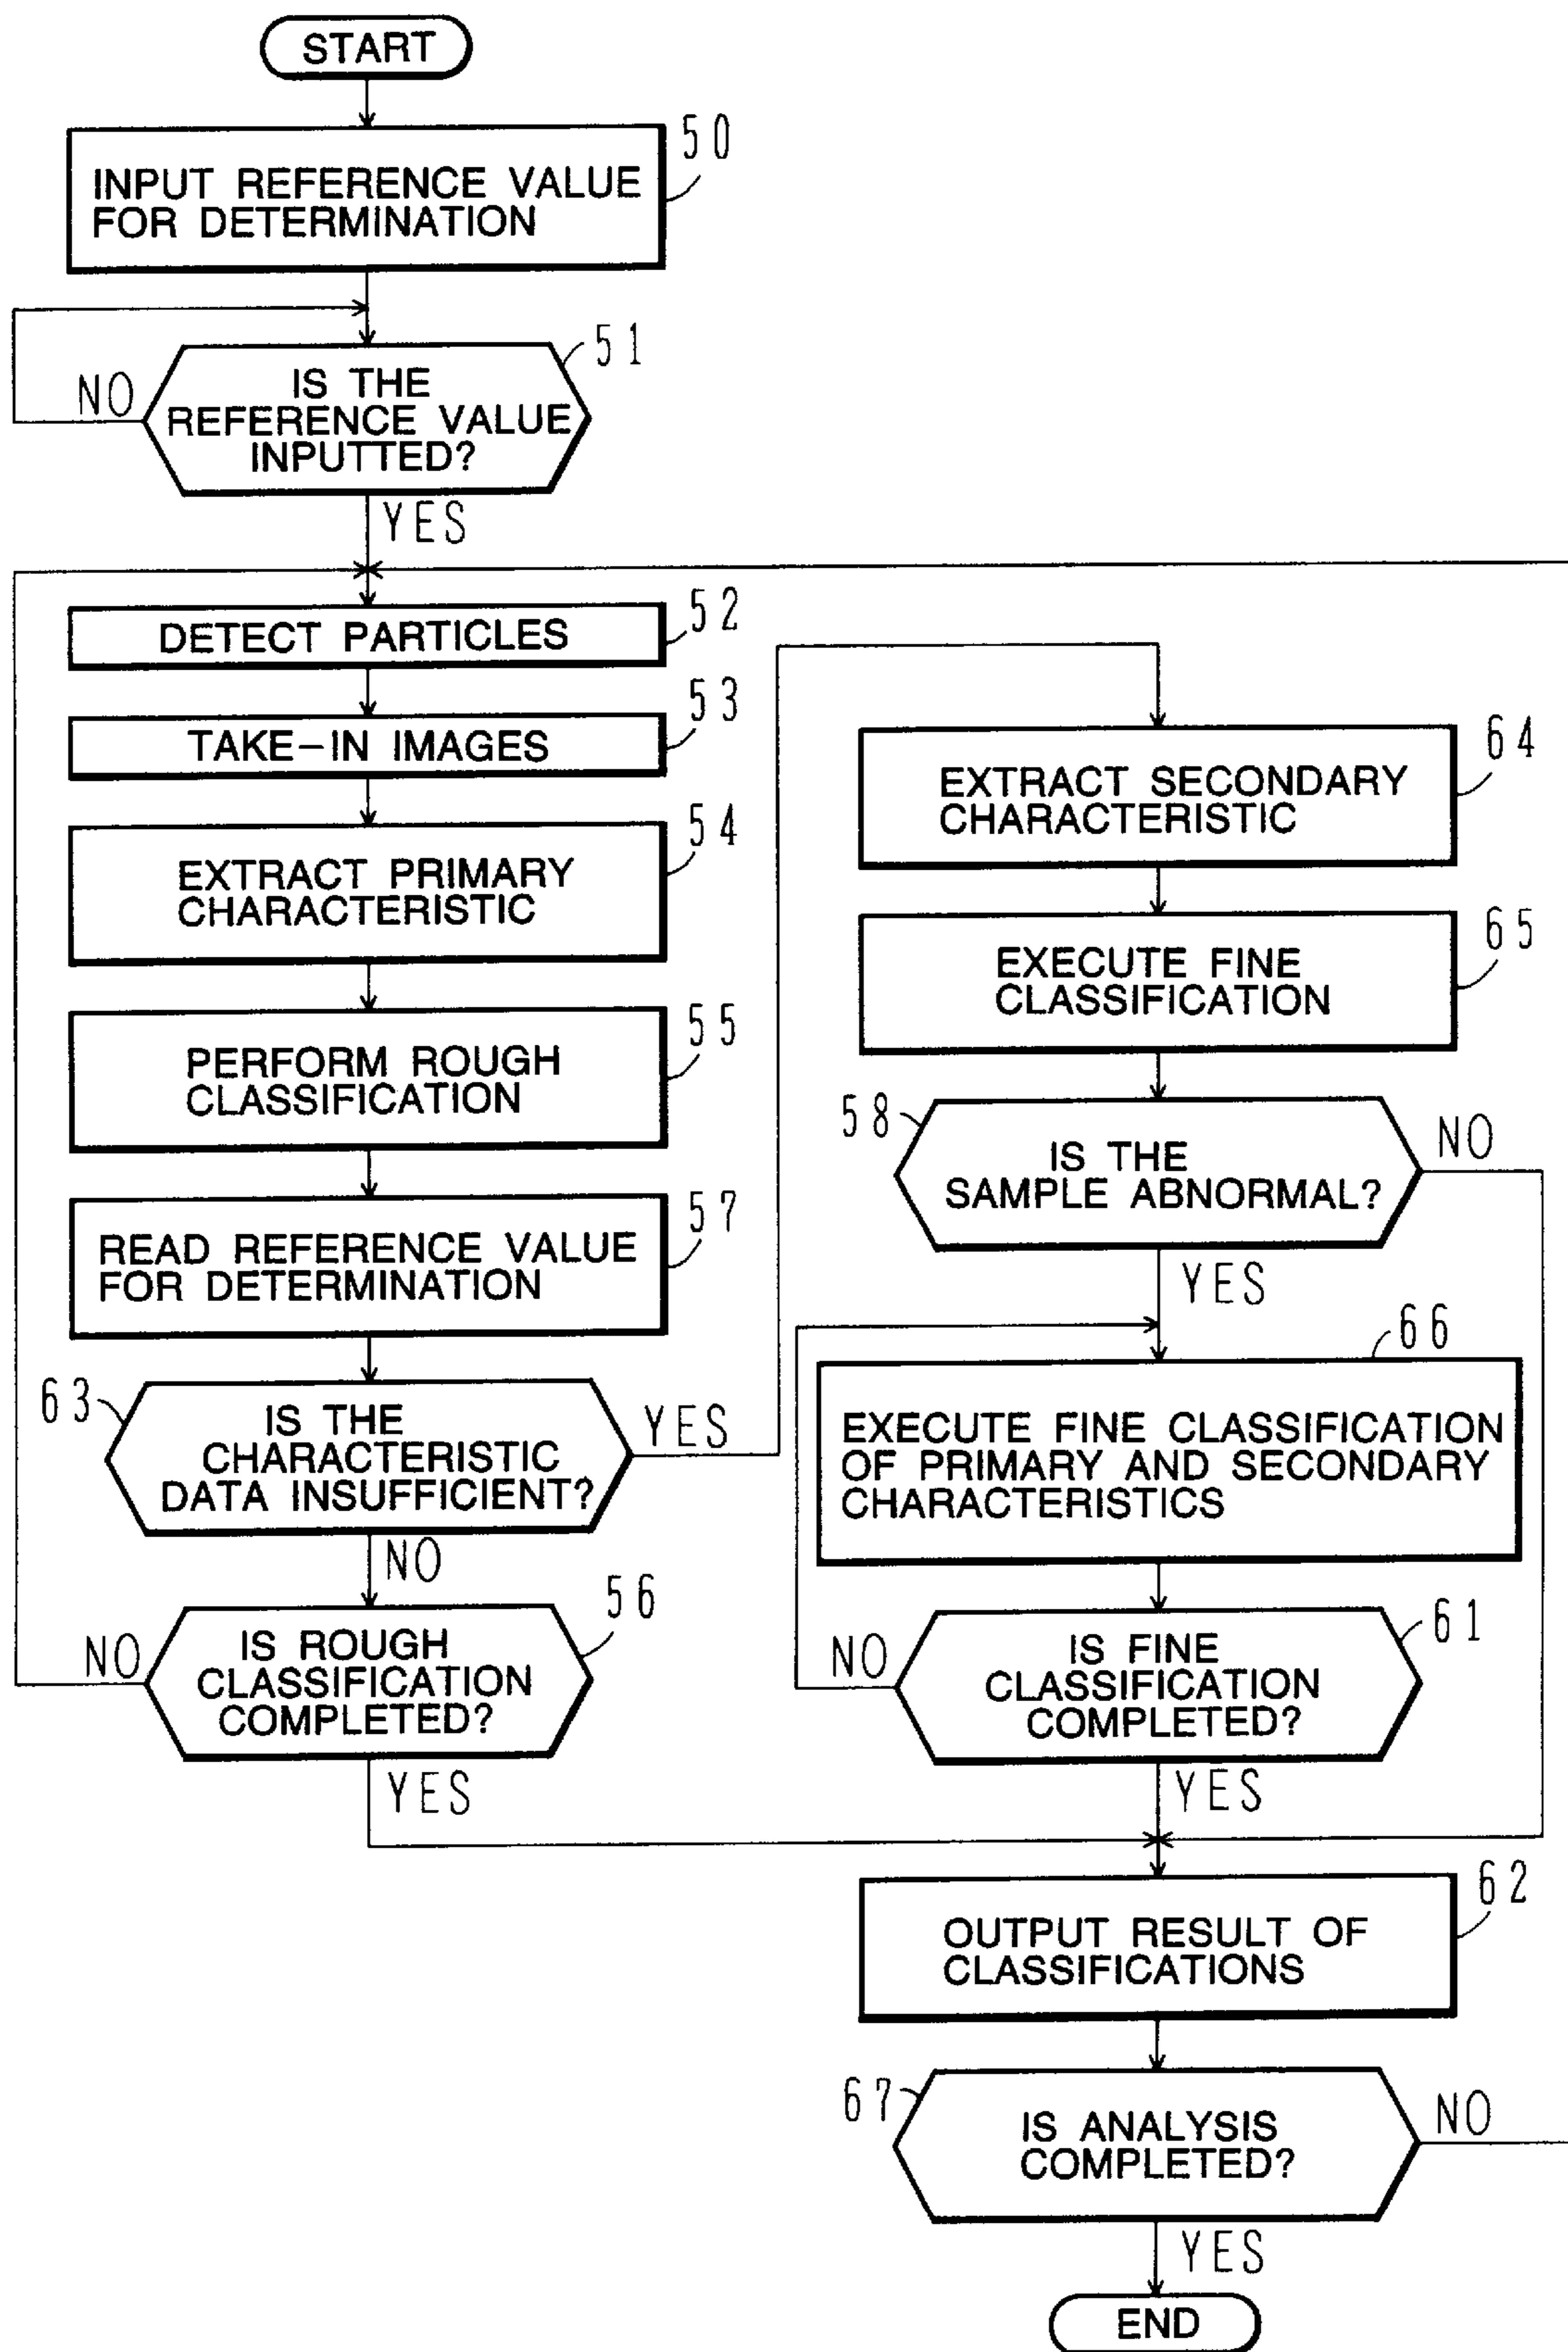 START
50
INPUT REFERENCE VALUE
FOR DETERMINATION
51
NO
IS THE
REFERENCE VALUE
INPUTTED?
YES
52
DETECT PARTICLES
53
TAKE-IN IMAGES
54
EXTRACT PRIMARY
CHARACTERISTIC
55
PERFORM ROUGH
CLASSIFICATION
57
READ REFERENCE VALUE
FOR DETERMINATION
63
IS THE
CHARACTERISTIC
DATA INSUFFICIENT?
YES
NO
56
NO
IS ROUGH
CLASSIFICATION
COMPLETED?
YES
64
EXTRACT SECONDARY
CHARACTERISTIC
65
EXECUTE FINE
CLASSIFICATION
58
NO
IS THE
SAMPLE ABNORMAL?
YES
66
EXECUTE FINE CLASSIFICATION
OF PRIMARY AND SECONDARY
CHARACTERISTICS
61
NO
IS FINE
CLASSIFICATION
COMPLETED?
YES
62
OUTPUT RESULT OF
CLASSIFICATIONS
67
NO
IS ANALYSIS
COMPLETED?
YES
END